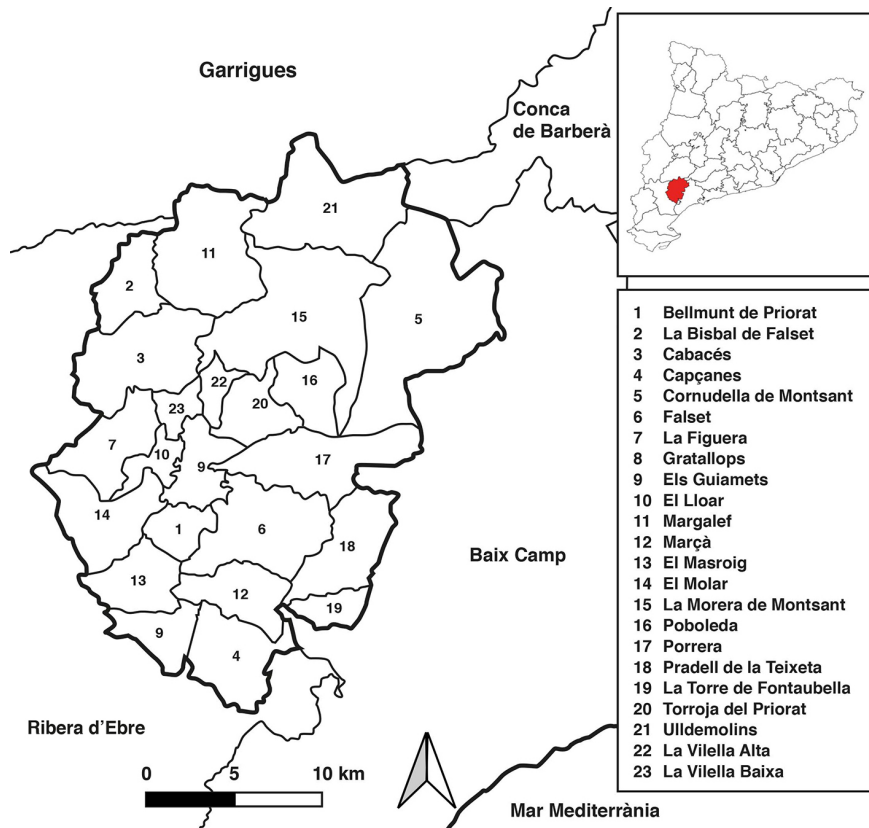 Garrigues
Conca
de Barberà
21
11
2
15
5
3
22
16
20
23
7
10
9
17
14
1
6
18
13
12
19
9
4
Baix Camp
Ribera d’Ebre
0 5 10 km
Mar Mediterrània
1 Bellmunt de Priorat
2 La Bisbal de Falset
3 Cabacés
4 Capçanes
5 Cornudella de Montsant
6 Falset
7 La Figuera
8 Gratallops
9 Els Guiamets
10 El Lloar
11 Margalef
12 Marçà
13 El Masroig
14 El Molar
15 La Morera de Montsant
16 Poboleda
17 Porrera
18 Pradell de la Teixeta
19 La Torre de Fontaubella
20 Torroja del Priorat
21 Ulldemolins
22 La Vilella Alta
23 La Vilella Baixa